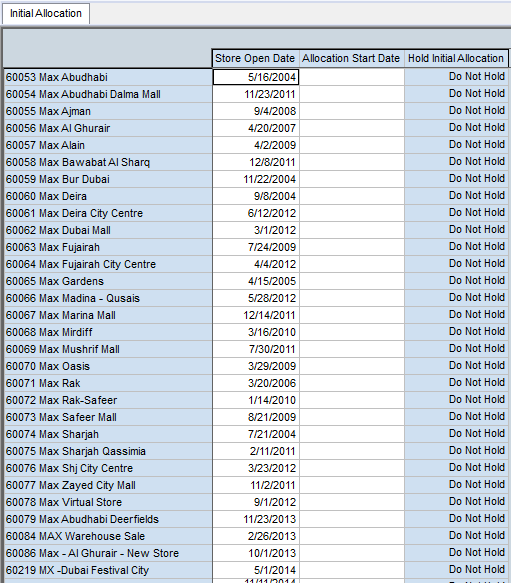 Initial Allocation
Store Open Date Allocation Start Date Hold Initial Allocation
60053 Max Abudhabi 5/16/2004 Do Not Hold
60054 Max Abudhabi Dalma Mall 11/23/2011 Do Not Hold
60055 Max Ajman 9/4/2008 Do Not Hold
60056 Max Al Ghurair 4/20/2007 Do Not Hold
60057 Max Alain 4/2/2009 Do Not Hold
60058 Max Bawabat Al Sharq 12/8/2011 Do Not Hold
60059 Max Bur Dubai 11/22/2004 Do Not Hold
60060 Max Deira 9/8/2004 Do Not Hold
60061 Max Deira City Centre 6/12/2012 Do Not Hold
60062 Max Dubai Mall 3/1/2012 Do Not Hold
60063 Max Fujairah 7/24/2009 Do Not Hold
60064 Max Fujairah City Centre 4/4/2012 Do Not Hold
60065 Max Gardens 4/15/2005 Do Not Hold
60066 Max Madina - Qusais 5/28/2012 Do Not Hold
60067 Max Marina Mall 12/14/2011 Do Not Hold
60068 Max Mirdiff 3/16/2010 Do Not Hold
60069 Max Mushrif Mall 7/30/2011 Do Not Hold
60070 Max Oasis 3/29/2009 Do Not Hold
60071 Max Rak 3/20/2006 Do Not Hold
60072 Max Rak-Safeer 1/14/2010 Do Not Hold
60073 Max Safeer Mall 8/21/2009 Do Not Hold
60074 Max Sharjah 7/21/2004 Do Not Hold
60075 Max Sharjah Qassimia 2/11/2011 Do Not Hold
60076 Max Shj City Centre 3/23/2012 Do Not Hold
60077 Max Zayed City Mall 11/2/2011 Do Not Hold
60078 Max Virtual Store 9/1/2012 Do Not Hold
60079 Max Abudhabi Deerfields 11/23/2013 Do Not Hold
60084 MAX Warehouse Sale 2/26/2013 Do Not Hold
60086 Max - Al Ghurair - New Store 10/1/2013 Do Not Hold
60219 MX -Dubai Festival City 5/1/2014 Do Not Hold